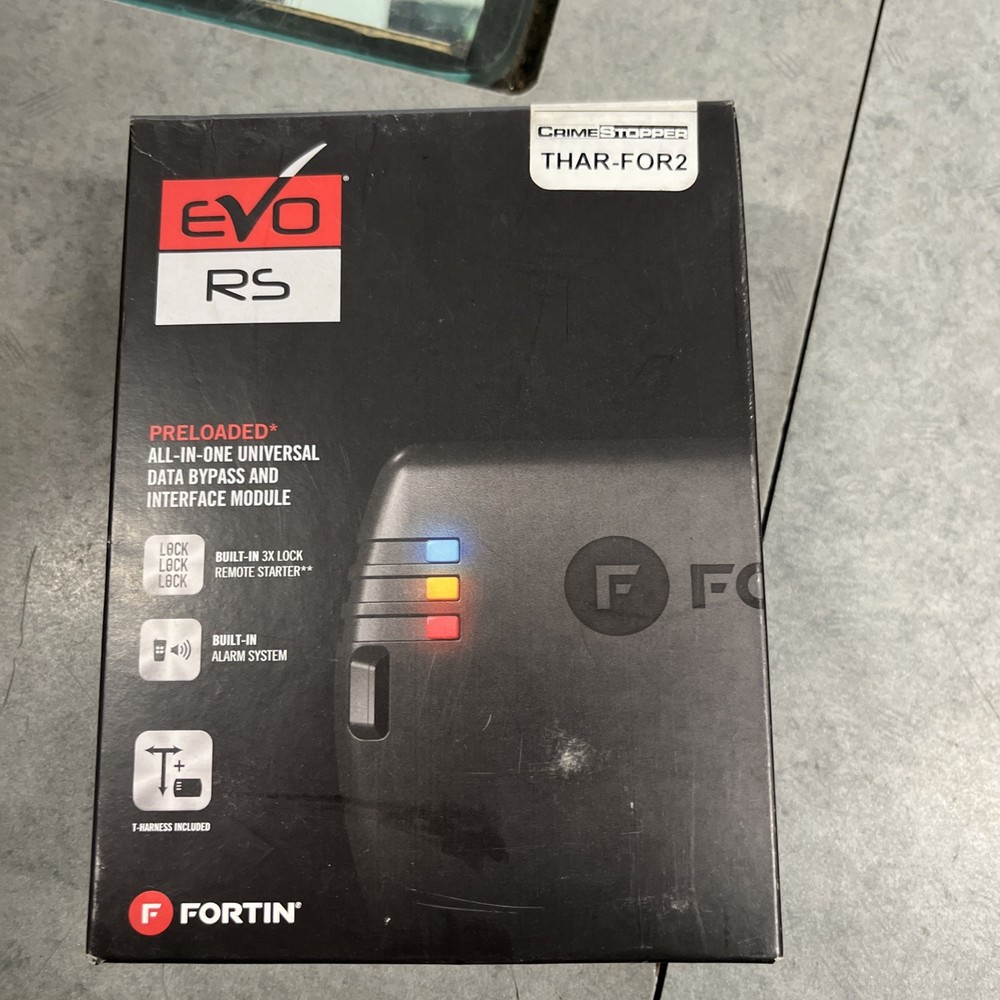 CRIMESTOPPER
THAR-FOR2
EVO®
RS
PRELOADED*
ALL-IN-ONE UNIVERSAL
DATA BYPASS AND
INTERFACE MODULE
LOCK
LOCK
LOCK
BUILT-IN 3X LOCK
REMOTE STARTER**
BUILT-IN
ALARM SYSTEM
F FO
T-HARNESS INCLUDED
F FORTIN®